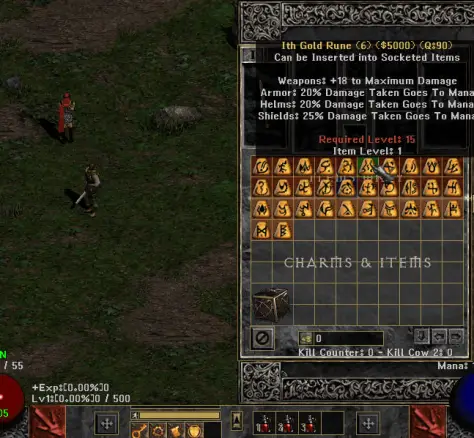 Ith Gold Rune (6) ($5000) (Q:90)
Can be Inserted into Socketed Items
Weapons: +18 to Maximum Damage
Armor: 20% Damage Taken Goes To Mana
Helms: 20% Damage Taken Goes To Mana
Shields: 25% Damage Taken Goes To Mana
Required Level: 15
Item Level: 1
CHARMS & ITEMS
0
Kill Counter: 0 - Kill Cow 2: 0
N
/ 55
Mana:
05
+Exp:[0.00%]0
Lvl:[0.00%]0 / 500